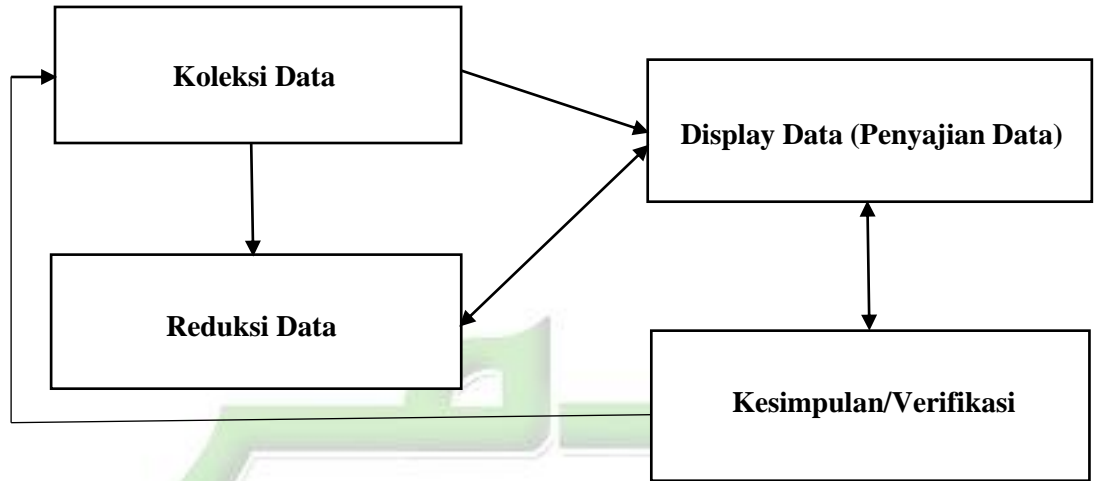 Koleksi Data
Display Data (Penyajian Data)
Reduksi Data
Kesimpulan/Verifikasi